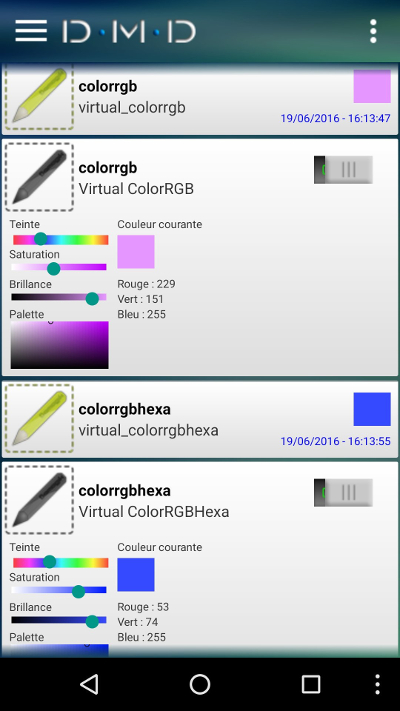 D•M•D
colorrgb
virtual_colorrgb
19/06/2016 - 16:13:47
colorrgb
Virtual ColorRGB
Teinte
Couleur courante
Saturation
Brillance
Rouge : 229
Vert : 151
Palette
Bleu : 255
colorrgbhexa
virtual_colorrgbhexa
19/06/2016 - 16:13:55
colorrgbhexa
Virtual ColorRGBHexa
Teinte
Couleur courante
Saturation
Brillance
Rouge : 53
Vert : 74
Palette
Bleu : 255